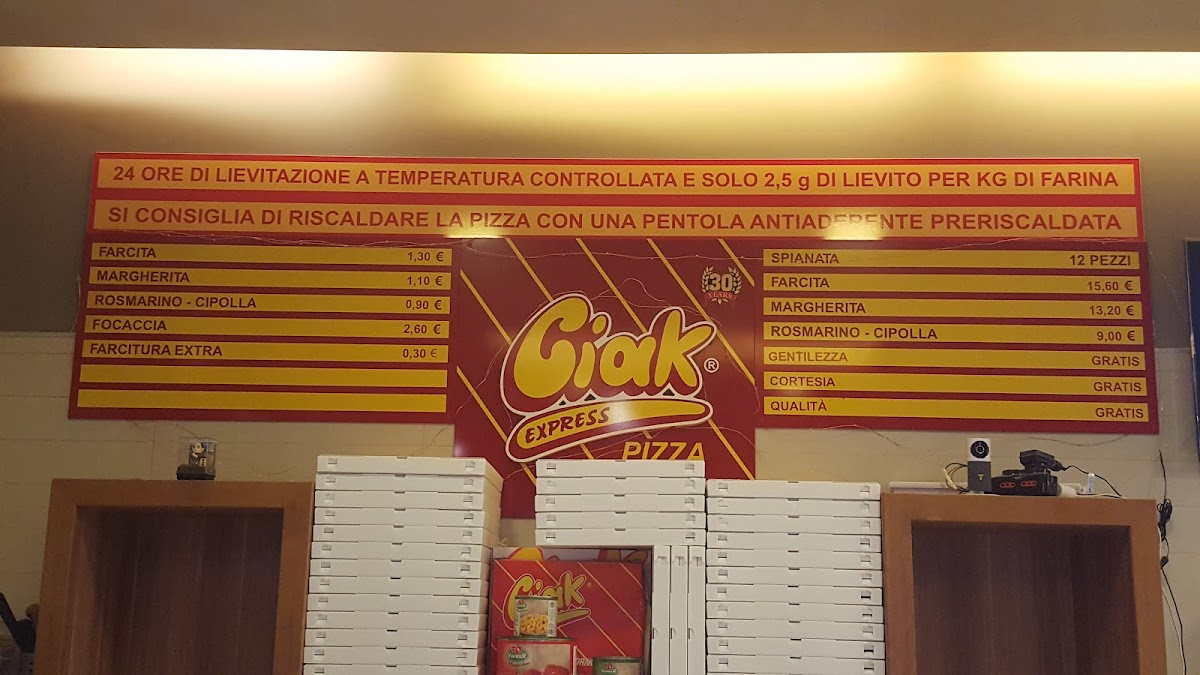 24 ORE DI LIEVITAZIONE A TEMPERATURA CONTROLLATA E SOLO 2,5 g DI LIEVITO PER KG DI FARINA
SI CONSIGLIA DI RISCALDARE LA PIZZA CON UNA PENTOLA ANTIADERENTE PRERISCALDATA
FARCITA 1,30 €
MARGHERITA 1,10 €
ROSMARINO - CIPOLLA 0,90 €
FOCACCIA 2,60 €
FARCITURA EXTRA 0,30 €
30
YEARS
Ciak ®
EXPRESS
PIZZA
SPIANATA 12 PEZZI
FARCITA 15,60 €
MARGHERITA 13,20 €
ROSMARINO - CIPOLLA 9,00 €
GENTILEZZA GRATIS
CORTESIA GRATIS
QUALITÀ GRATIS
Ciak